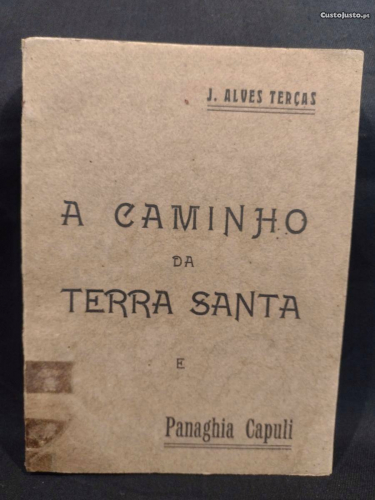 CustoJusto.pt
J. ALVES TERÇAS
A CAMINHO
DA
TERRA SANTA
E
Panaghia Capuli